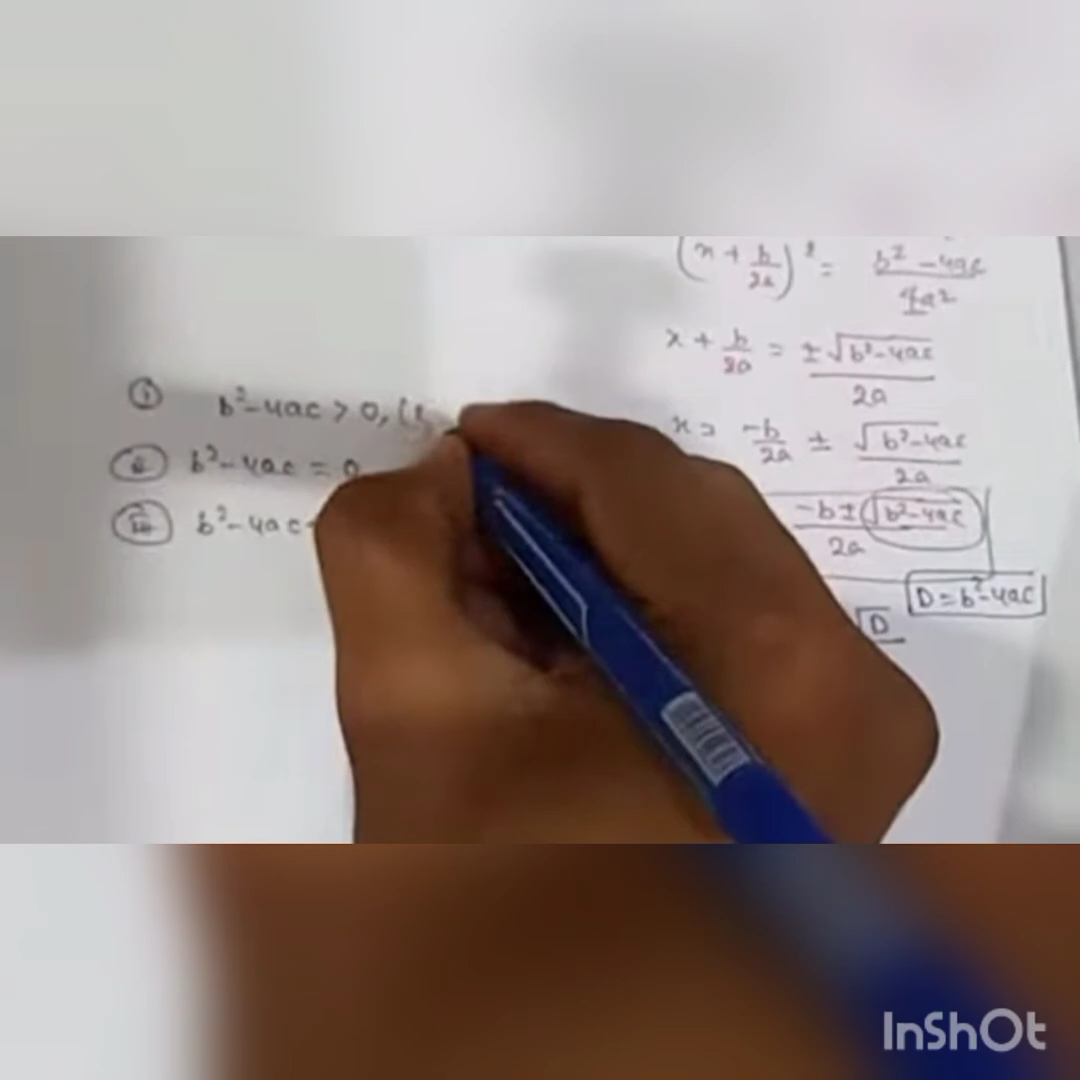 ① b²-4ac > 0, (
② b²-4ac = 0
③ b²-4ac
(x + b/2a)² = b² - 4ac / 4a²
x + b/2a = ± √b²-4ac / 2a
x = -b/2a ± √b²-4ac / 2a
-b ± √b²-4ac / 2a
D = b²-4ac
√D
InShOt